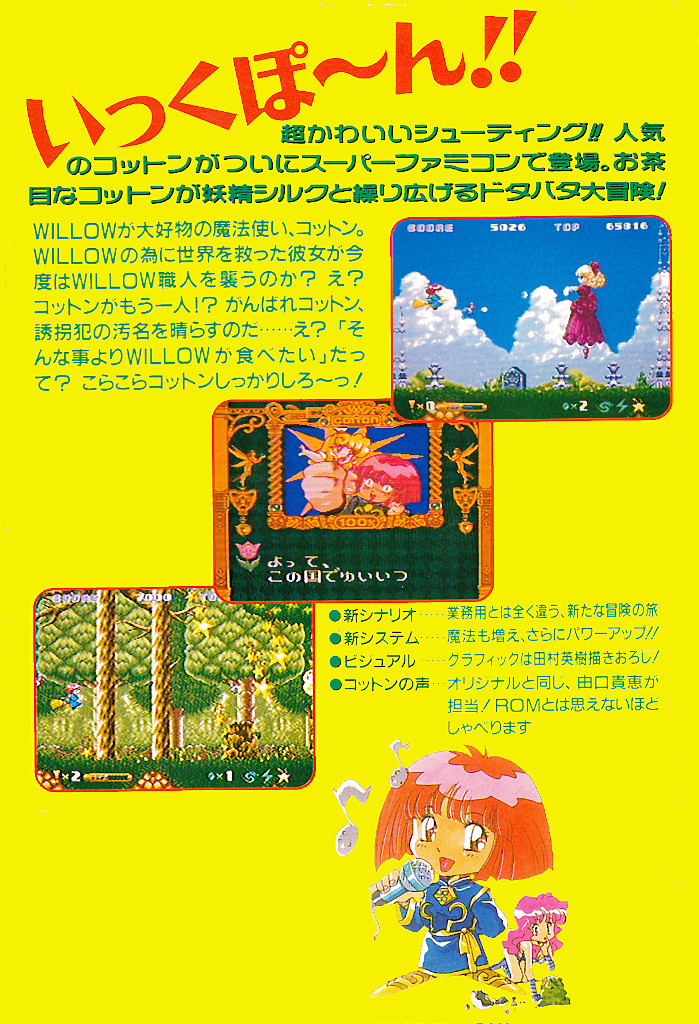 いっくぽ〜ん!!
超かわいいシューティング!! 人気
のコットンがついにスーパーファミコンで登場。お茶
目なコットンが妖精シルクと繰り広げるドタバタ大冒険!
WILLOWが大好物の魔法使い、コットン。
WILLOWの為に世界を救った彼女が今
度はWILLOW職人を襲うのか? え?
コットンがもう一人!? がんばれコットン、
誘拐犯の汚名を晴らすのだ……え?「そ
んな事よりWILLOWが食べたい」だっ
て? こらこらコットンしっかりしろ〜っ!
SCORE 5026 TOP 65816
×0 ×2
Cotton
100%
よって、
この国でゆいいつ
SCORE 7000 TO
×2 ×1
●新シナリオ……業務用とは全く違う、新たな冒険の旅
●新システム……魔法も増え、さらにパワーアップ!!
●ビジュアル……グラフィックは田村英樹描きおろし!
●コットンの声…オリジナルと同じ、由口貴恵が
担当!ROMとは思えないほど
しゃべります